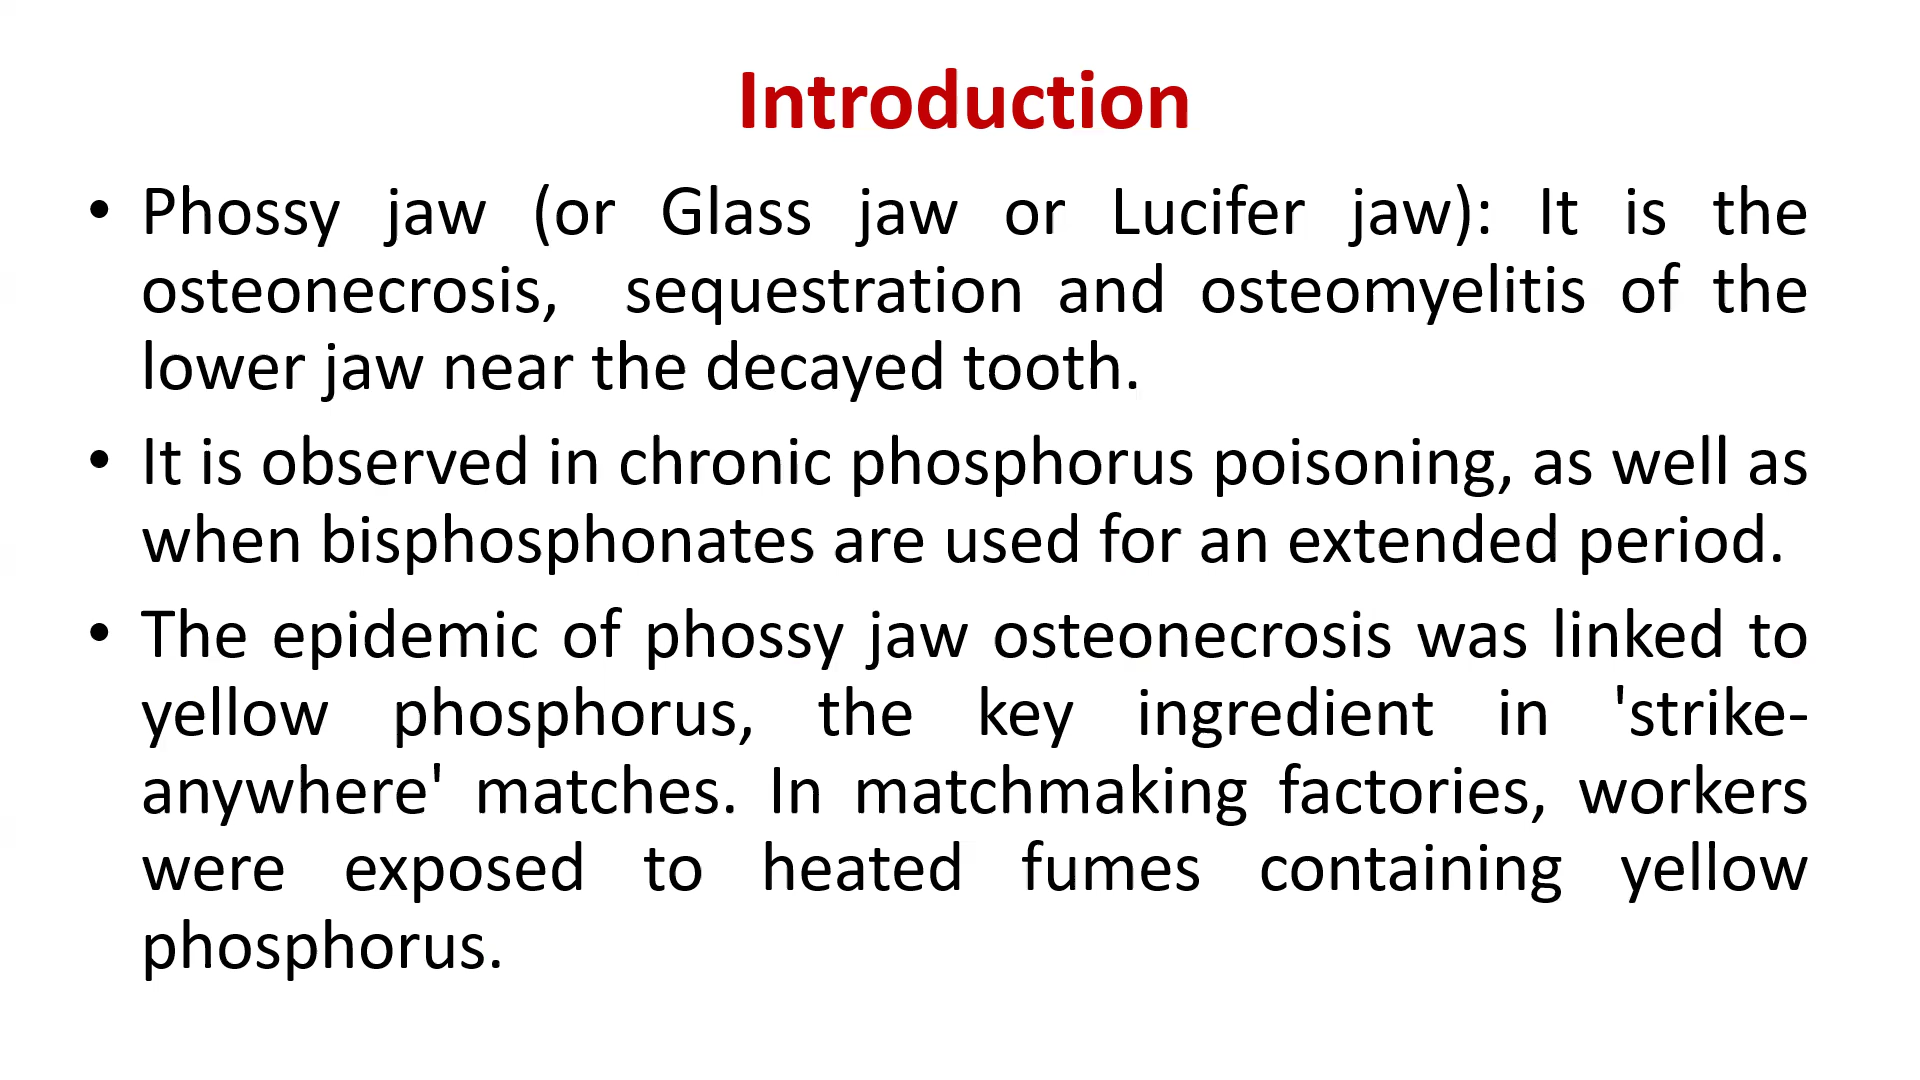 Introduction
• Phossy jaw (or Glass jaw or Lucifer jaw): It is the
osteonecrosis, sequestration and osteomyelitis of the
lower jaw near the decayed tooth.
• It is observed in chronic phosphorus poisoning, as well as
when bisphosphonates are used for an extended period.
• The epidemic of phossy jaw osteonecrosis was linked to
yellow phosphorus, the key ingredient in 'strike-
anywhere' matches. In matchmaking factories, workers
were exposed to heated fumes containing yellow
phosphorus.